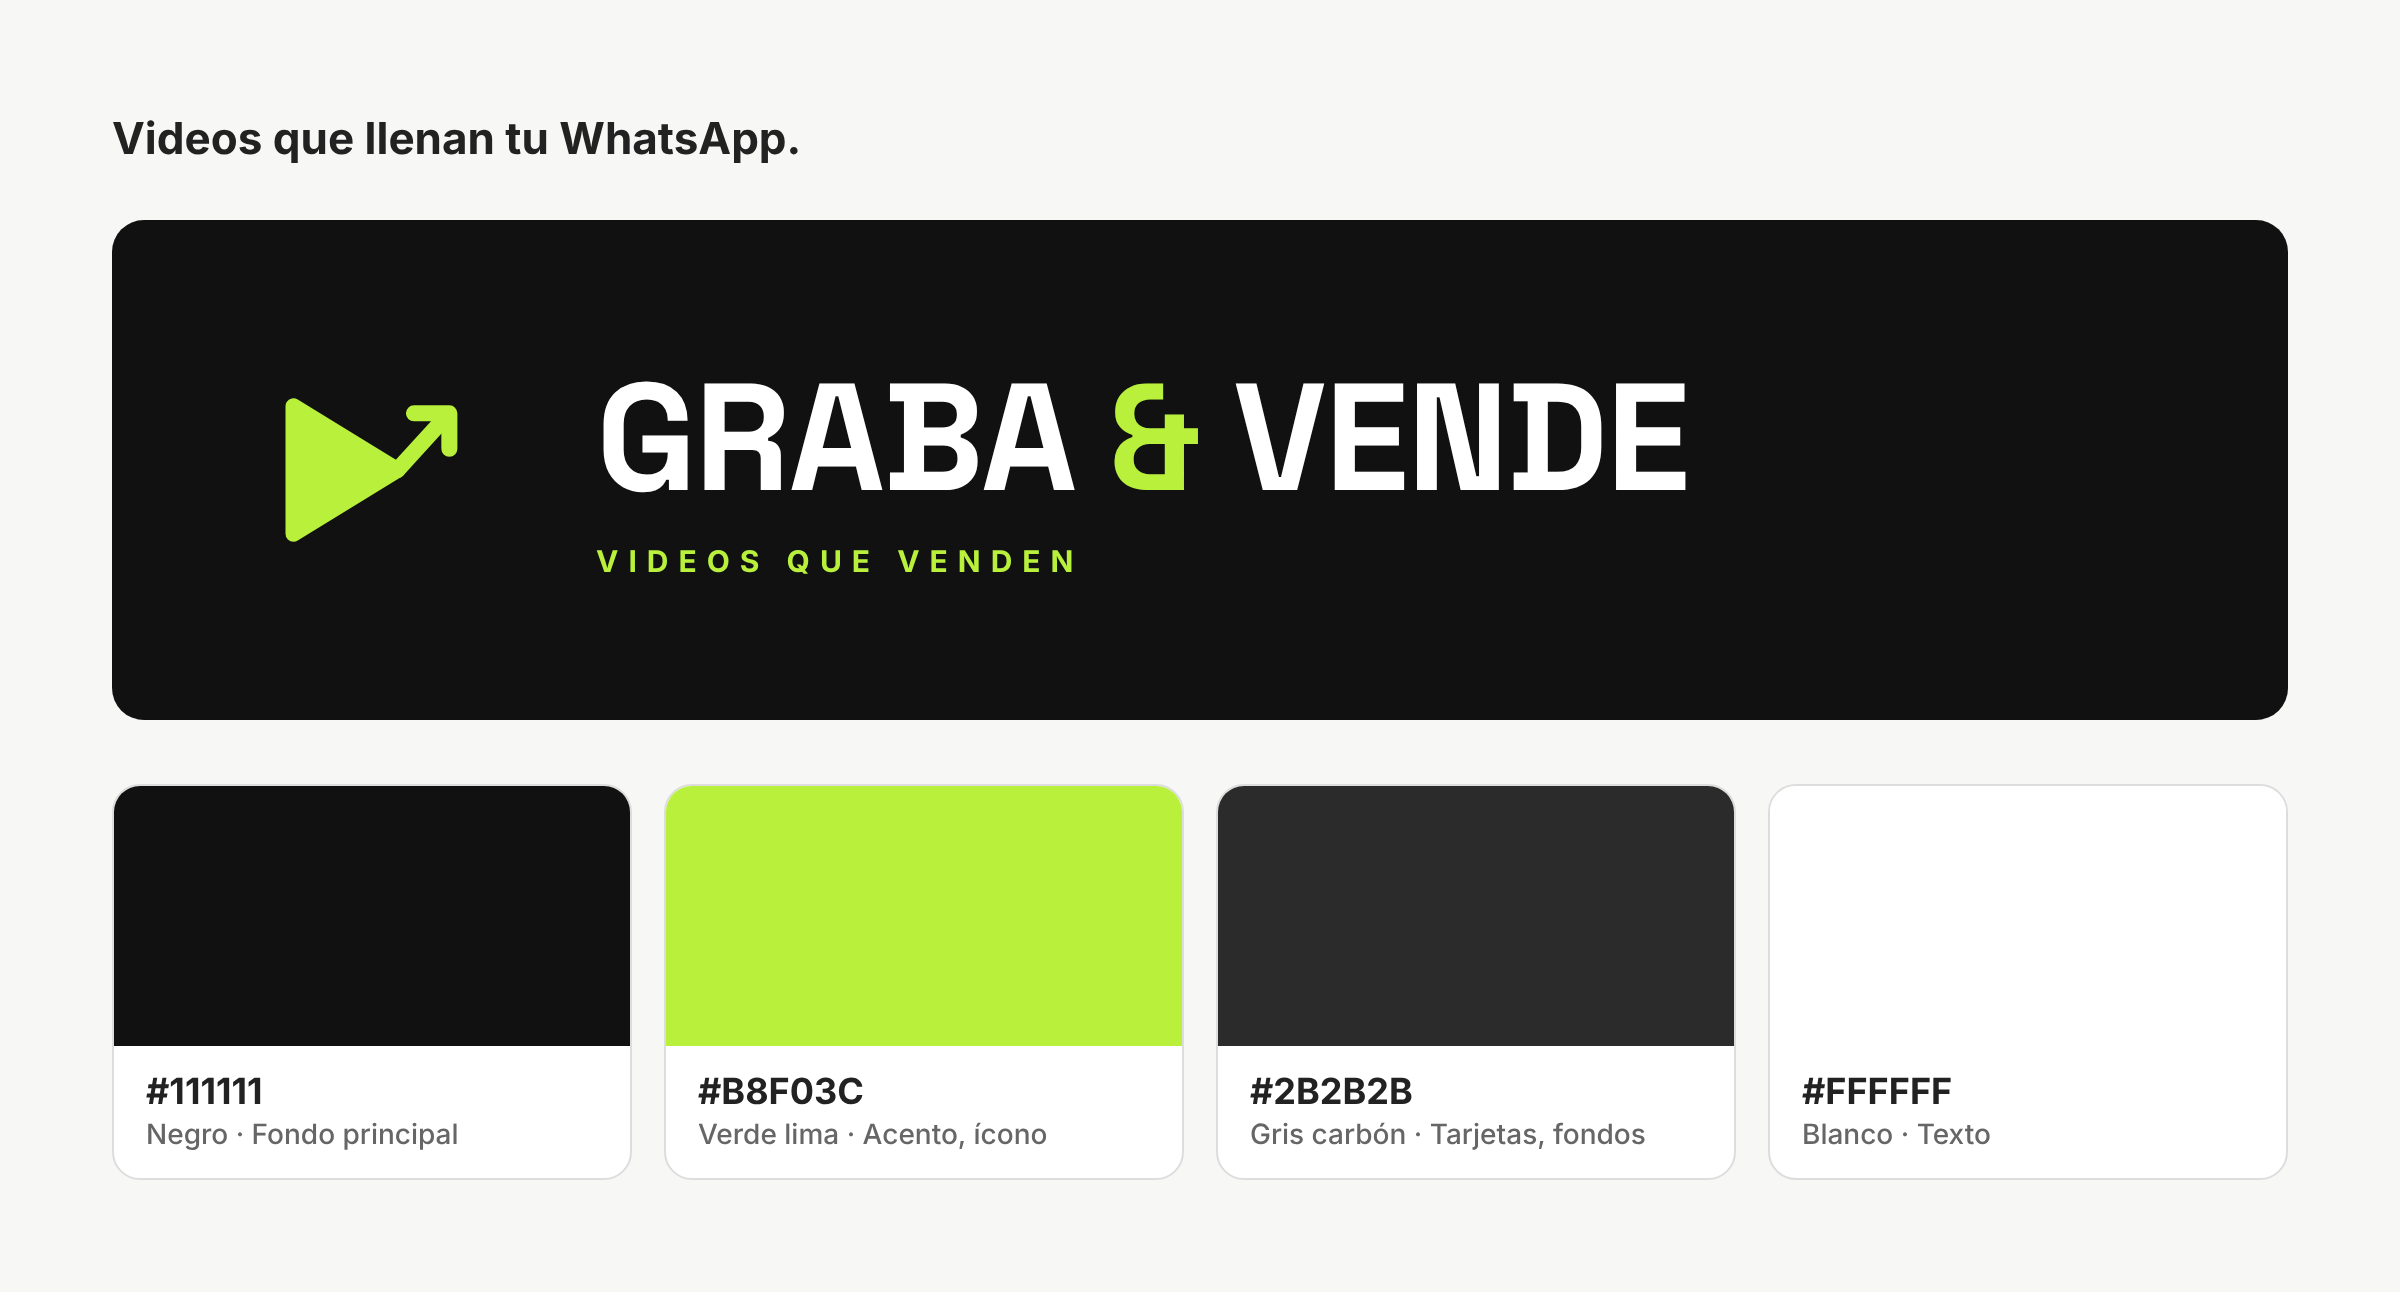 Videos que llenan tu WhatsApp.
GRABA & VENDE
VIDEOS QUE VENDEN
#111111
Negro · Fondo principal
#B8F03C
Verde lima · Acento, ícono
#2B2B2B
Gris carbón · Tarjetas, fondos
#FFFFFF
Blanco · Texto